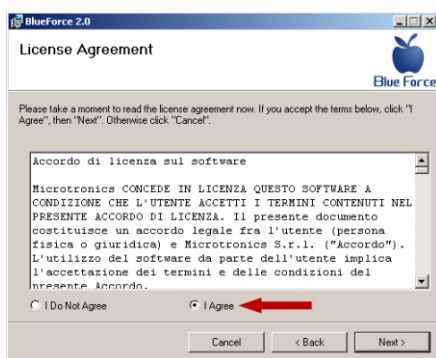 BlueForce 2.0
License Agreement
Blue Force
Please take a moment to read the license agreement now. If you accept the terms below, click "I
Agree", then "Next". Otherwise click "Cancel".
Accordo di licenza sul software
Microtronics CONCEDE IN LICENZA QUESTO SOFTWARE A
CONDIZIONE CHE L'UTENTE ACCETTI I TERMINI CONTENUTI NEL
PRESENTE ACCORDO DI LICENZA. Il presente documento
costituisce un accordo legale fra l'utente (persona
fisica o giuridica) e Microtronics S.r.l. ("Accordo").
L'utilizzo del software da parte dell'utente implica
l'accettazione dei termini e delle condizioni del
presente Accordo.
I Do Not Agree
I Agree
Cancel
< Back
Next >